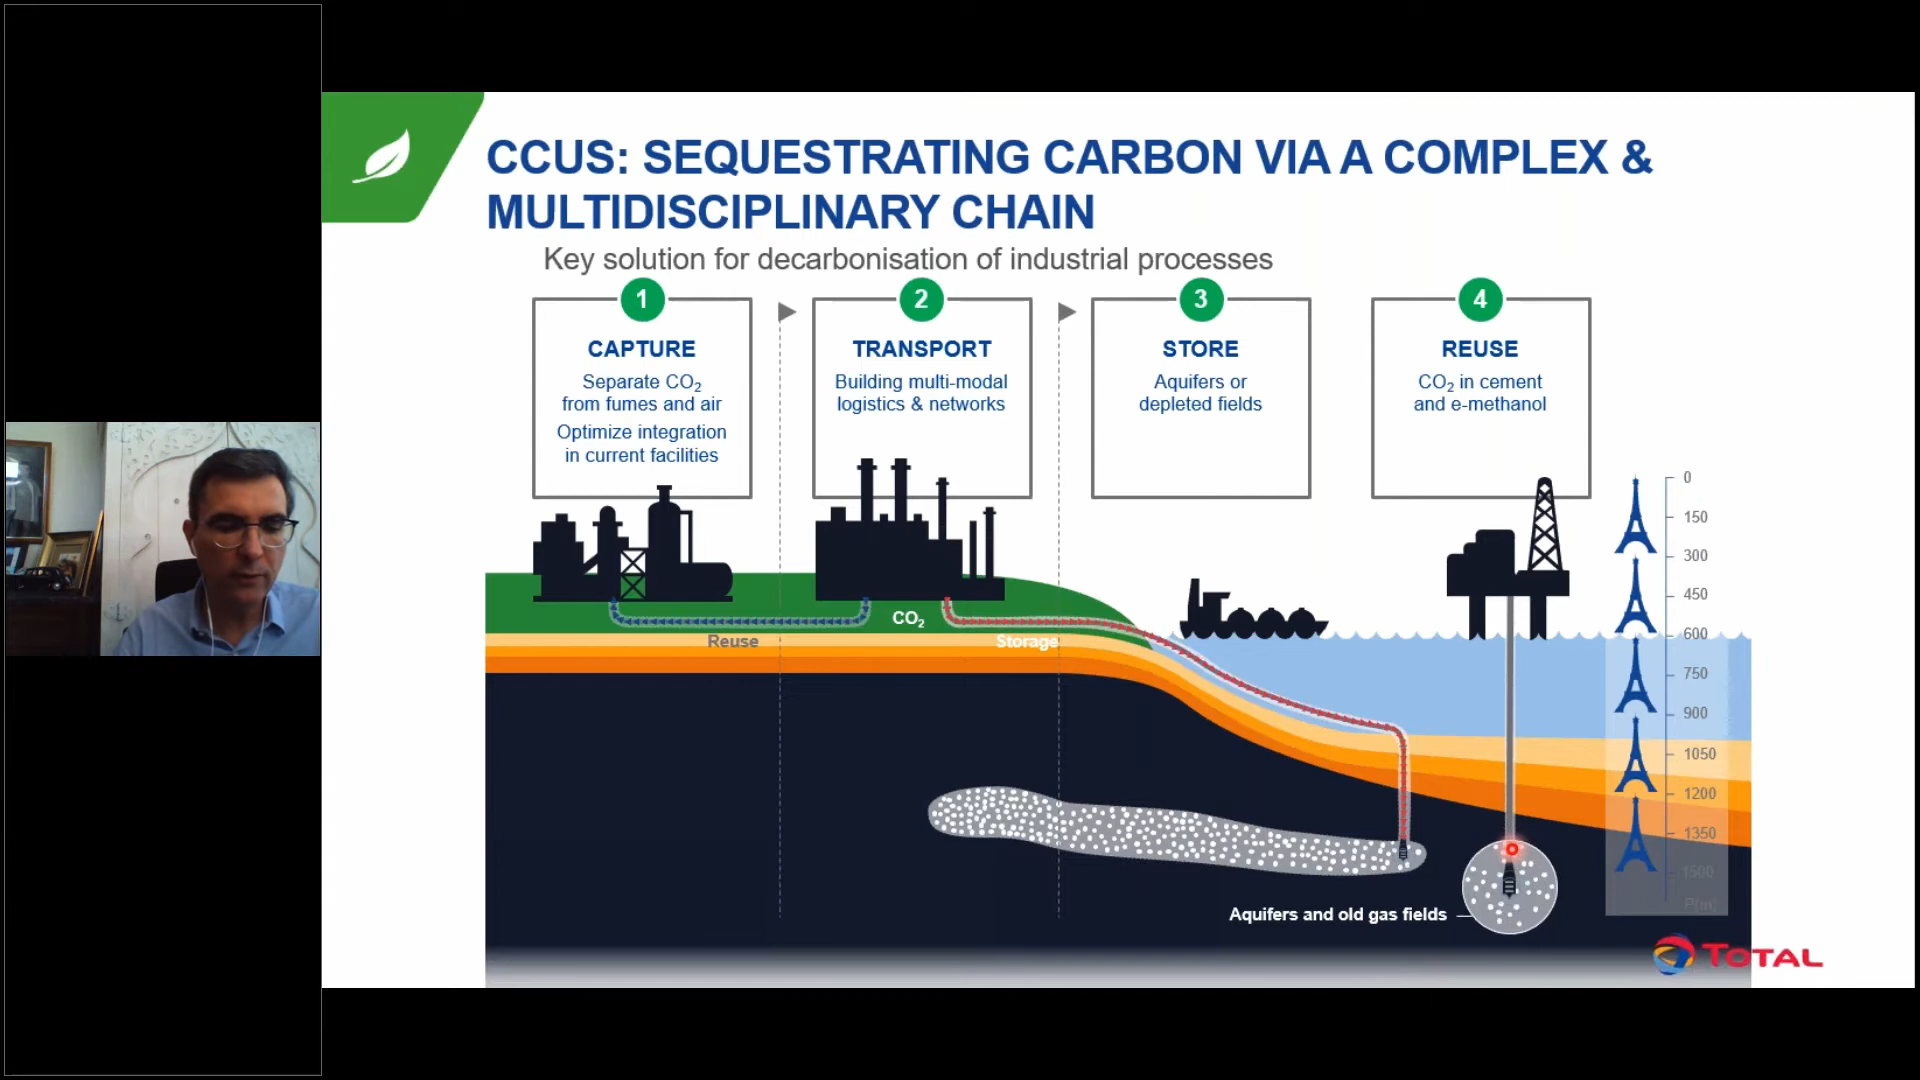 CCUS: SEQUESTRATING CARBON VIA A COMPLEX &
MULTIDISCIPLINARY CHAIN
Key solution for decarbonisation of industrial processes
1
CAPTURE
Separate CO₂
from fumes and air
Optimize integration
in current facilities
2
TRANSPORT
Building multi-modal
logistics & networks
3
STORE
Aquifers or
depleted fields
4
REUSE
CO₂ in cement
and e-methanol
CO₂
Reuse
Storage
Aquifers and old gas fields
0
150
300
450
600
750
900
1050
1200
1350
1500
P(m)
TOTAL